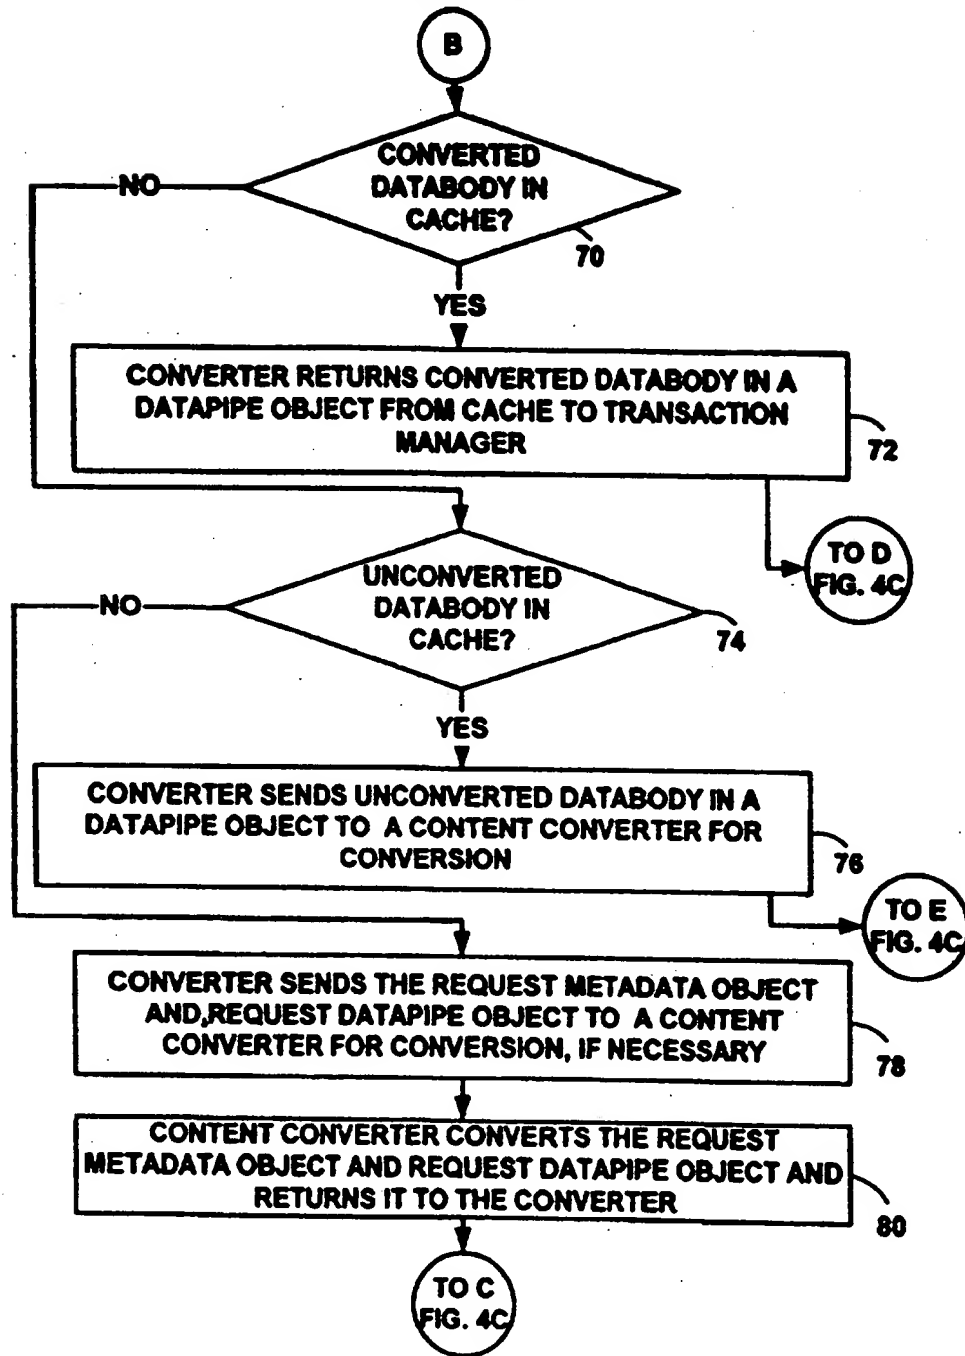 B
CONVERTED
DATABODY IN
CACHE?
NO
70
YES
CONVERTER RETURNS CONVERTED DATABODY IN A
DATAPIPE OBJECT FROM CACHE TO TRANSACTION
MANAGER
72
TO D
FIG. 4C
UNCONVERTED
DATABODY IN
CACHE?
NO
74
YES
CONVERTER SENDS UNCONVERTED DATABODY IN A
DATAPIPE OBJECT TO A CONTENT CONVERTER FOR
CONVERSION
76
TO E
FIG. 4C
CONVERTER SENDS THE REQUEST METADATA OBJECT
AND,REQUEST DATAPIPE OBJECT TO A CONTENT
CONVERTER FOR CONVERSION, IF NECESSARY
78
CONTENT CONVERTER CONVERTS THE REQUEST
METADATA OBJECT AND REQUEST DATAPIPE OBJECT AND
RETURNS IT TO THE CONVERTER
80
TO C
FIG. 4C